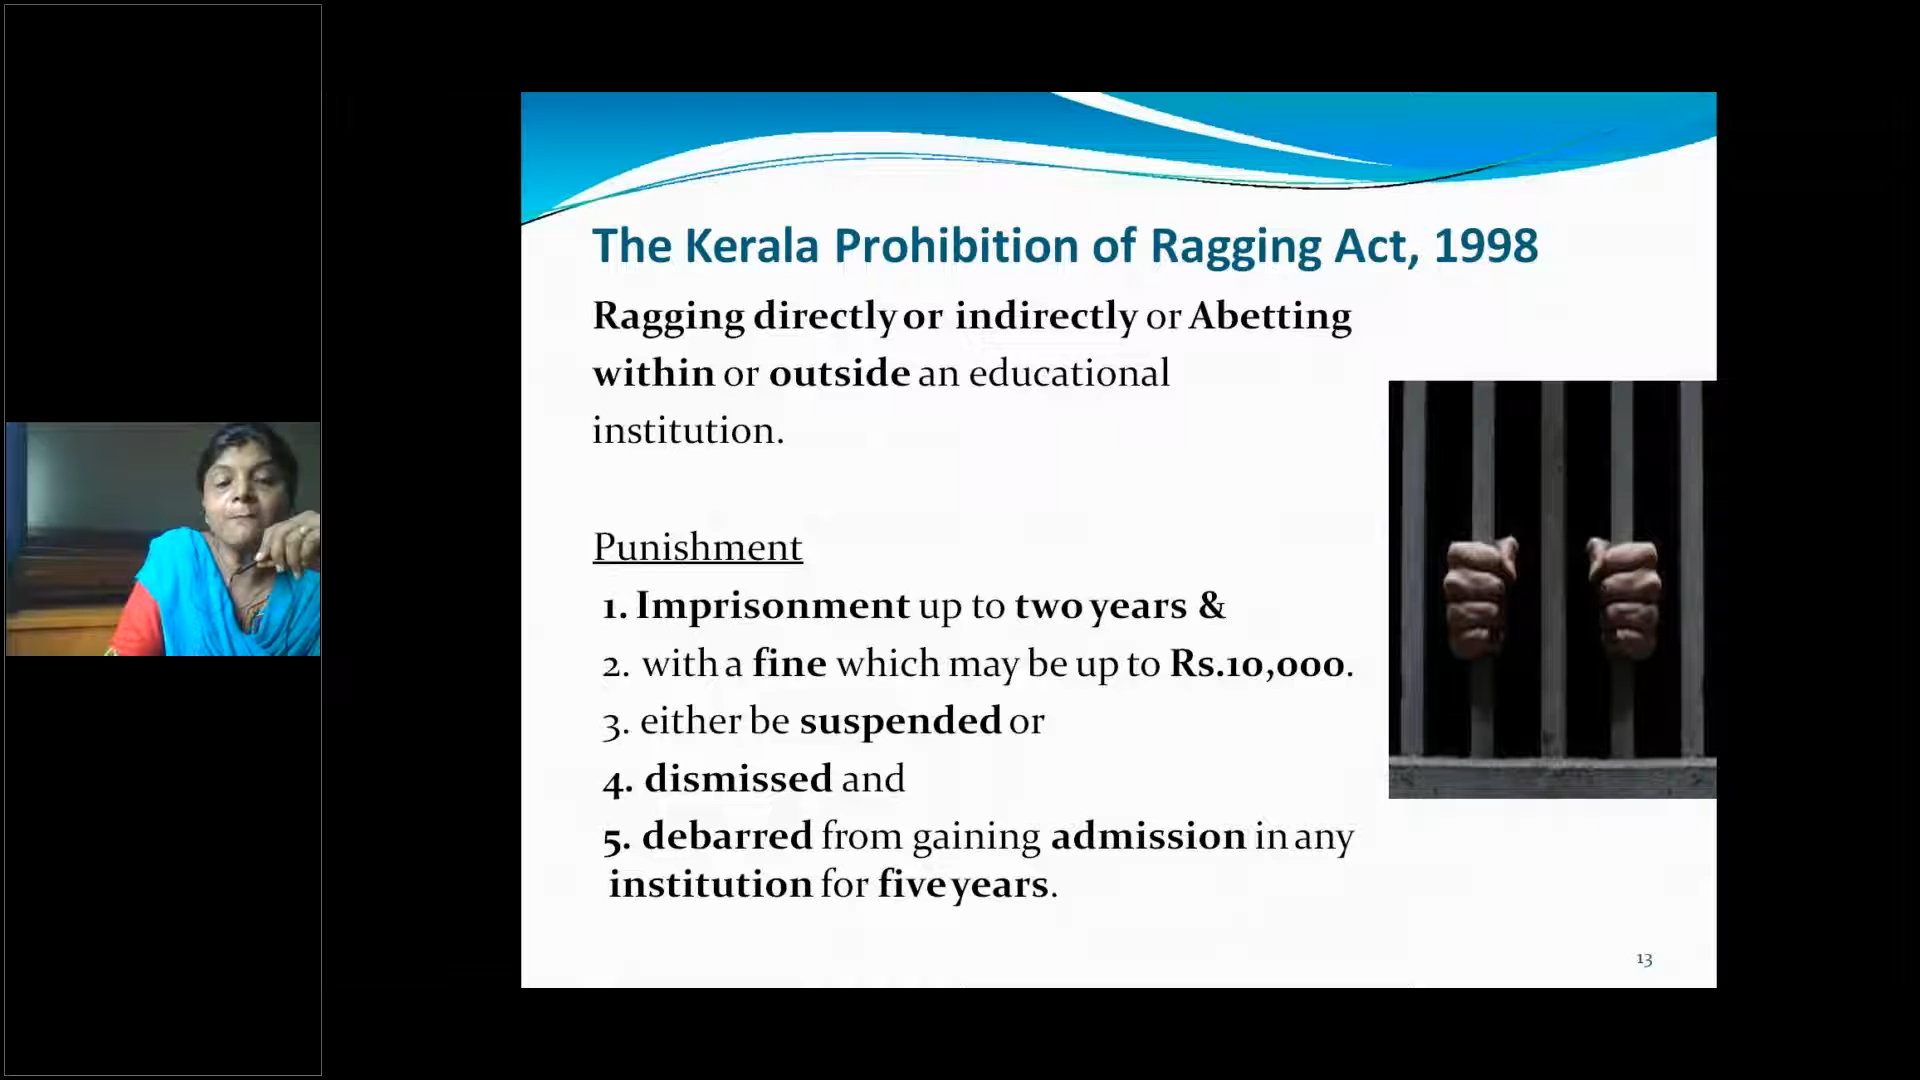 The Kerala Prohibition of Ragging Act, 1998
Ragging directly or indirectly or Abetting
within or outside an educational
institution.
Punishment
1. Imprisonment up to two years &
2. with a fine which may be up to Rs.10,000.
3. either be suspended or
4. dismissed and
5. debarred from gaining admission in any
institution for five years.
13